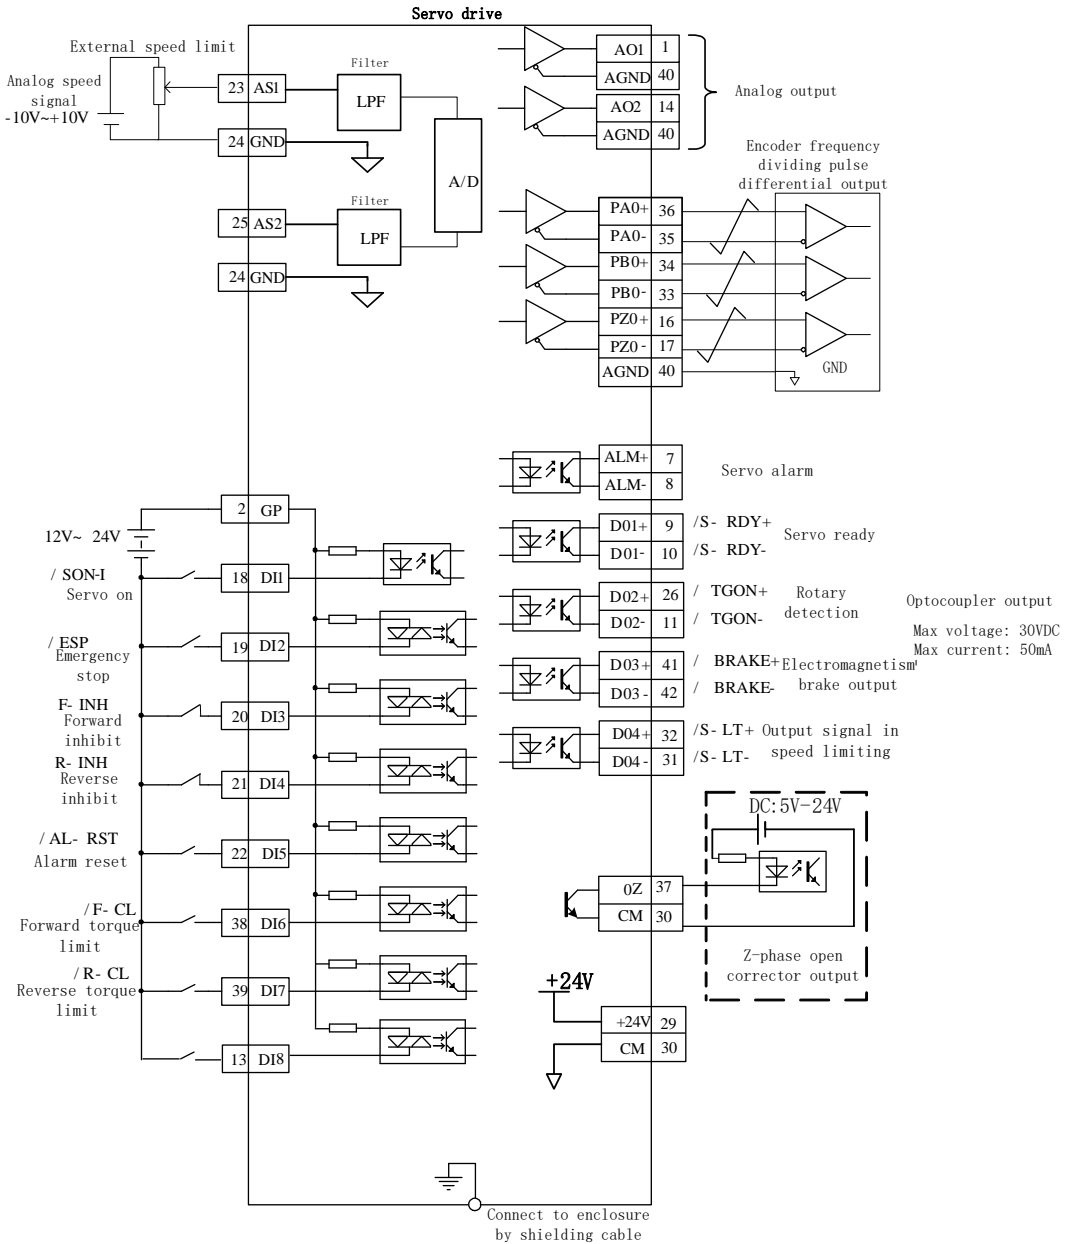 Servo drive
External speed limit
Analog speed
signal
-10V~+10V
23 AS1
Filter
LPF
24 GND
A/D
Filter
25 AS2
LPF
24 GND
AO1 1
AGND 40
AO2 14
AGND 40
Analog output
Encoder frequency
dividing pulse
differential output
PA0+ 36
PA0- 35
PB0+ 34
PB0- 33
PZ0+ 16
PZ0- 17
AGND 40
GND
ALM+ 7
ALM- 8
Servo alarm
D01+ 9 /S- RDY+
D01- 10 /S- RDY-
Servo ready
D02+ 26 / TGON+
D02- 11 / TGON-
Rotary
detection
D03+ 41 / BRAKE+
D03- 42 / BRAKE-
Electromagnetism'
brake output
D04+ 32 /S- LT+
D04- 31 /S- LT-
Output signal in
speed limiting
Optocoupler output
Max voltage: 30VDC
Max current: 50mA
2 GP
12V~ 24V
/ SON-I
Servo on
18 DI1
/ ESP
Emergency
stop
19 DI2
F- INH
Forward
inhibit
20 DI3
R- INH
Reverse
inhibit
21 DI4
/ AL- RST
Alarm reset
22 DI5
/ F- CL
Forward torque
limit
38 DI6
/ R- CL
Reverse torque
limit
39 DI7
13 DI8
DC:5V-24V
0Z 37
CM 30
Z-phase open
corrector output
+24V
+24V 29
CM 30
Connect to enclosure
by shielding cable